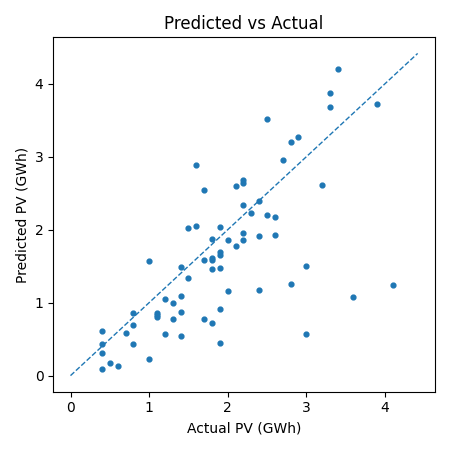 Predicted vs Actual
Predicted PV (GWh)
4
3
2
1
0
0 1 2 3 4
Actual PV (GWh)